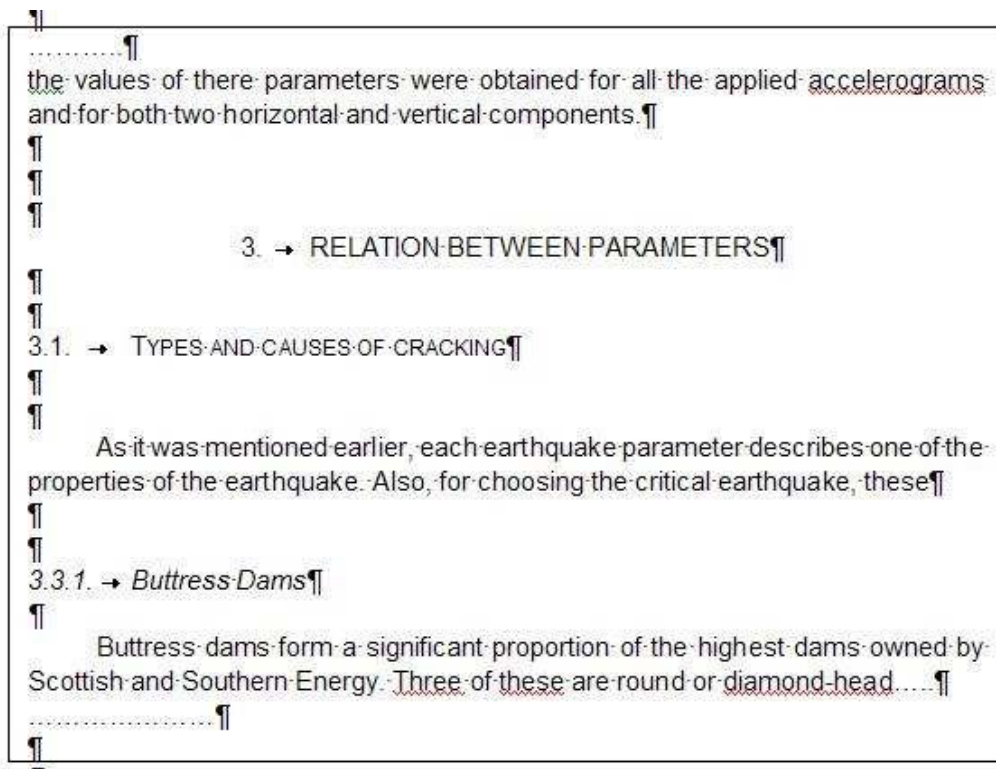 ¶
………..¶
the values of there parameters were obtained for all the applied accelerograms
and for both two horizontal and vertical components.¶
¶
¶
¶
3. → RELATION BETWEEN PARAMETERS¶
¶
¶
3.1. → TYPES AND CAUSES OF CRACKING¶
¶
¶
As it was mentioned earlier, each earthquake parameter describes one of the
properties of the earthquake. Also, for choosing the critical earthquake, these¶
¶
¶
3.3.1. → Buttress Dams¶
¶
Buttress dams form a significant proportion of the highest dams owned by
Scottish and Southern Energy. Three of these are round or diamond-head…..¶
…………………¶
¶